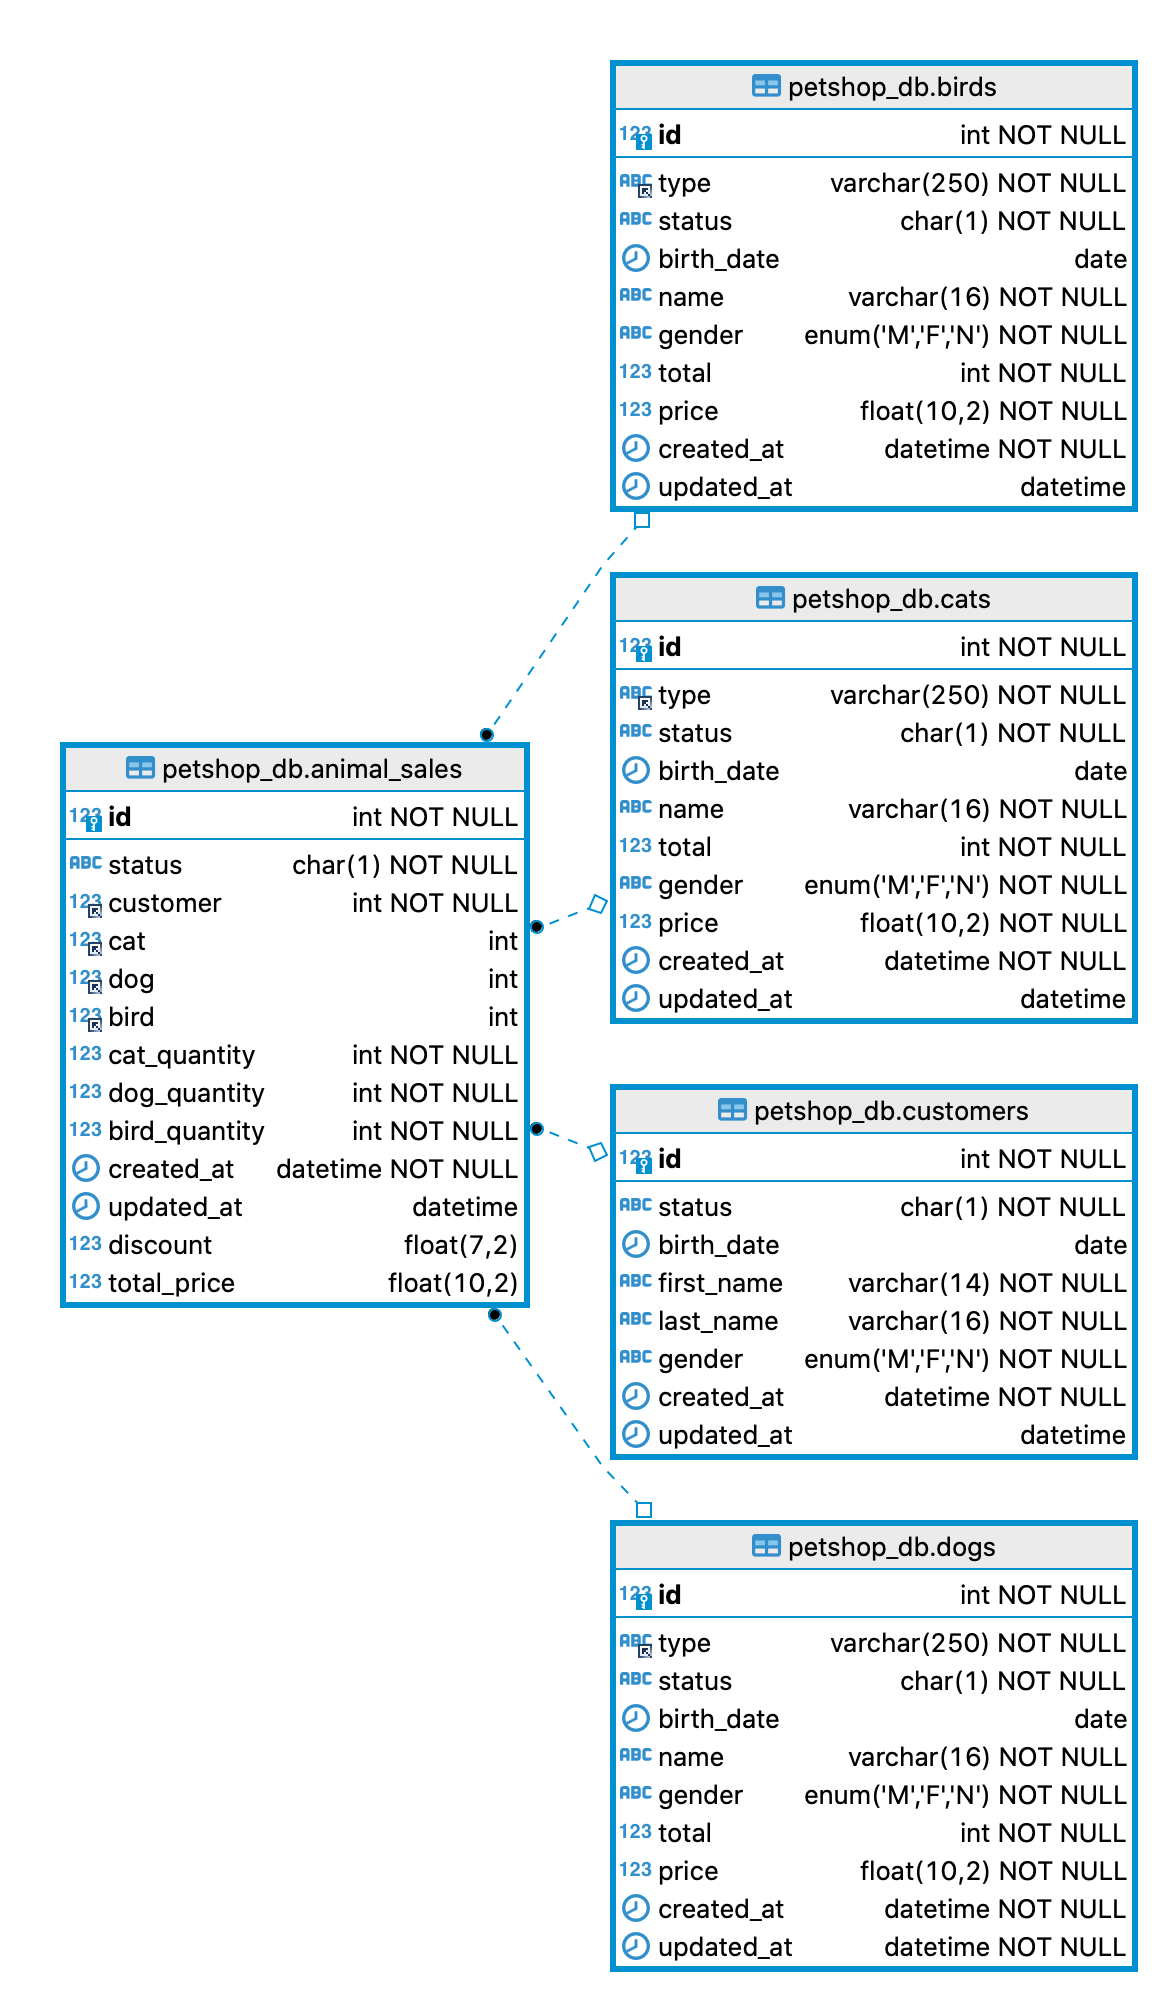 petshop_db.birds
123 id int NOT NULL
ABC type varchar(250) NOT NULL
ABC status char(1) NOT NULL
birth_date date
ABC name varchar(16) NOT NULL
ABC gender enum('M','F','N') NOT NULL
123 total int NOT NULL
123 price float(10,2) NOT NULL
created_at datetime NOT NULL
updated_at datetime
petshop_db.cats
123 id int NOT NULL
ABC type varchar(250) NOT NULL
ABC status char(1) NOT NULL
birth_date date
ABC name varchar(16) NOT NULL
123 total int NOT NULL
ABC gender enum('M','F','N') NOT NULL
123 price float(10,2) NOT NULL
created_at datetime NOT NULL
updated_at datetime
petshop_db.animal_sales
123 id int NOT NULL
ABC status char(1) NOT NULL
123 customer int NOT NULL
123 cat int
123 dog int
123 bird int
123 cat_quantity int NOT NULL
123 dog_quantity int NOT NULL
123 bird_quantity int NOT NULL
created_at datetime NOT NULL
updated_at datetime
123 discount float(7,2)
123 total_price float(10,2)
petshop_db.customers
123 id int NOT NULL
ABC status char(1) NOT NULL
birth_date date
ABC first_name varchar(14) NOT NULL
ABC last_name varchar(16) NOT NULL
ABC gender enum('M','F','N') NOT NULL
created_at datetime NOT NULL
updated_at datetime
petshop_db.dogs
123 id int NOT NULL
ABC type varchar(250) NOT NULL
ABC status char(1) NOT NULL
birth_date date
ABC name varchar(16) NOT NULL
ABC gender enum('M','F','N') NOT NULL
123 total int NOT NULL
123 price float(10,2) NOT NULL
created_at datetime NOT NULL
updated_at datetime NOT NULL